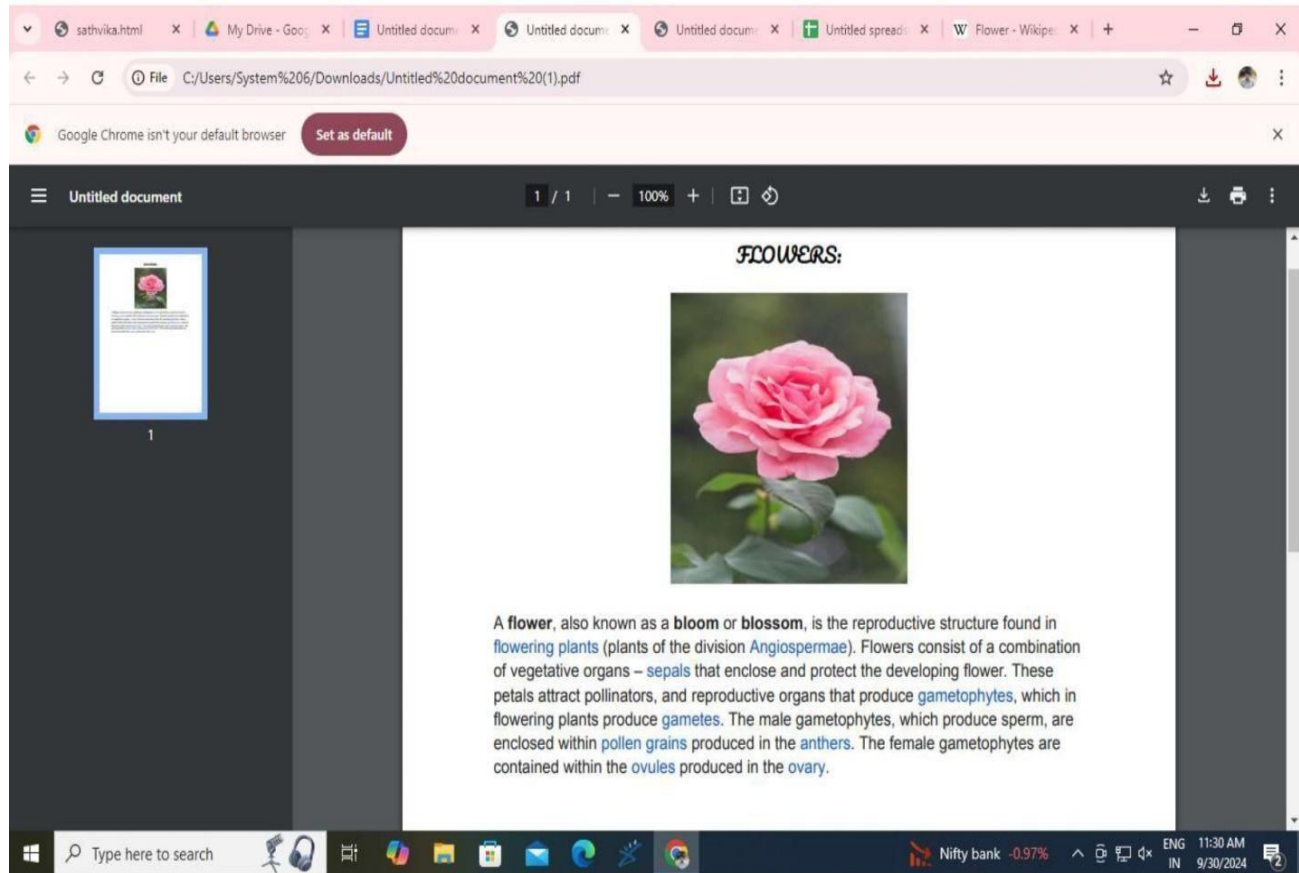 sathvika.html
My Drive - Goog
Untitled docume
Untitled docume
Untitled docume
Untitled spreads
W Flower - Wikipe
File C:/Users/System%206/Downloads/Untitled%20document%20(1).pdf
Google Chrome isn't your default browser Set as default
Untitled document 1 / 1 100%
1
FLOWERS:
A flower, also known as a bloom or blossom, is the reproductive structure found in
flowering plants (plants of the division Angiospermae). Flowers consist of a combination
of vegetative organs – sepals that enclose and protect the developing flower. These
petals attract pollinators, and reproductive organs that produce gametophytes, which in
flowering plants produce gametes. The male gametophytes, which produce sperm, are
enclosed within pollen grains produced in the anthers. The female gametophytes are
contained within the ovules produced in the ovary.
Type here to search
Nifty bank -0.97%
ENG
IN
11:30 AM
9/30/2024
2